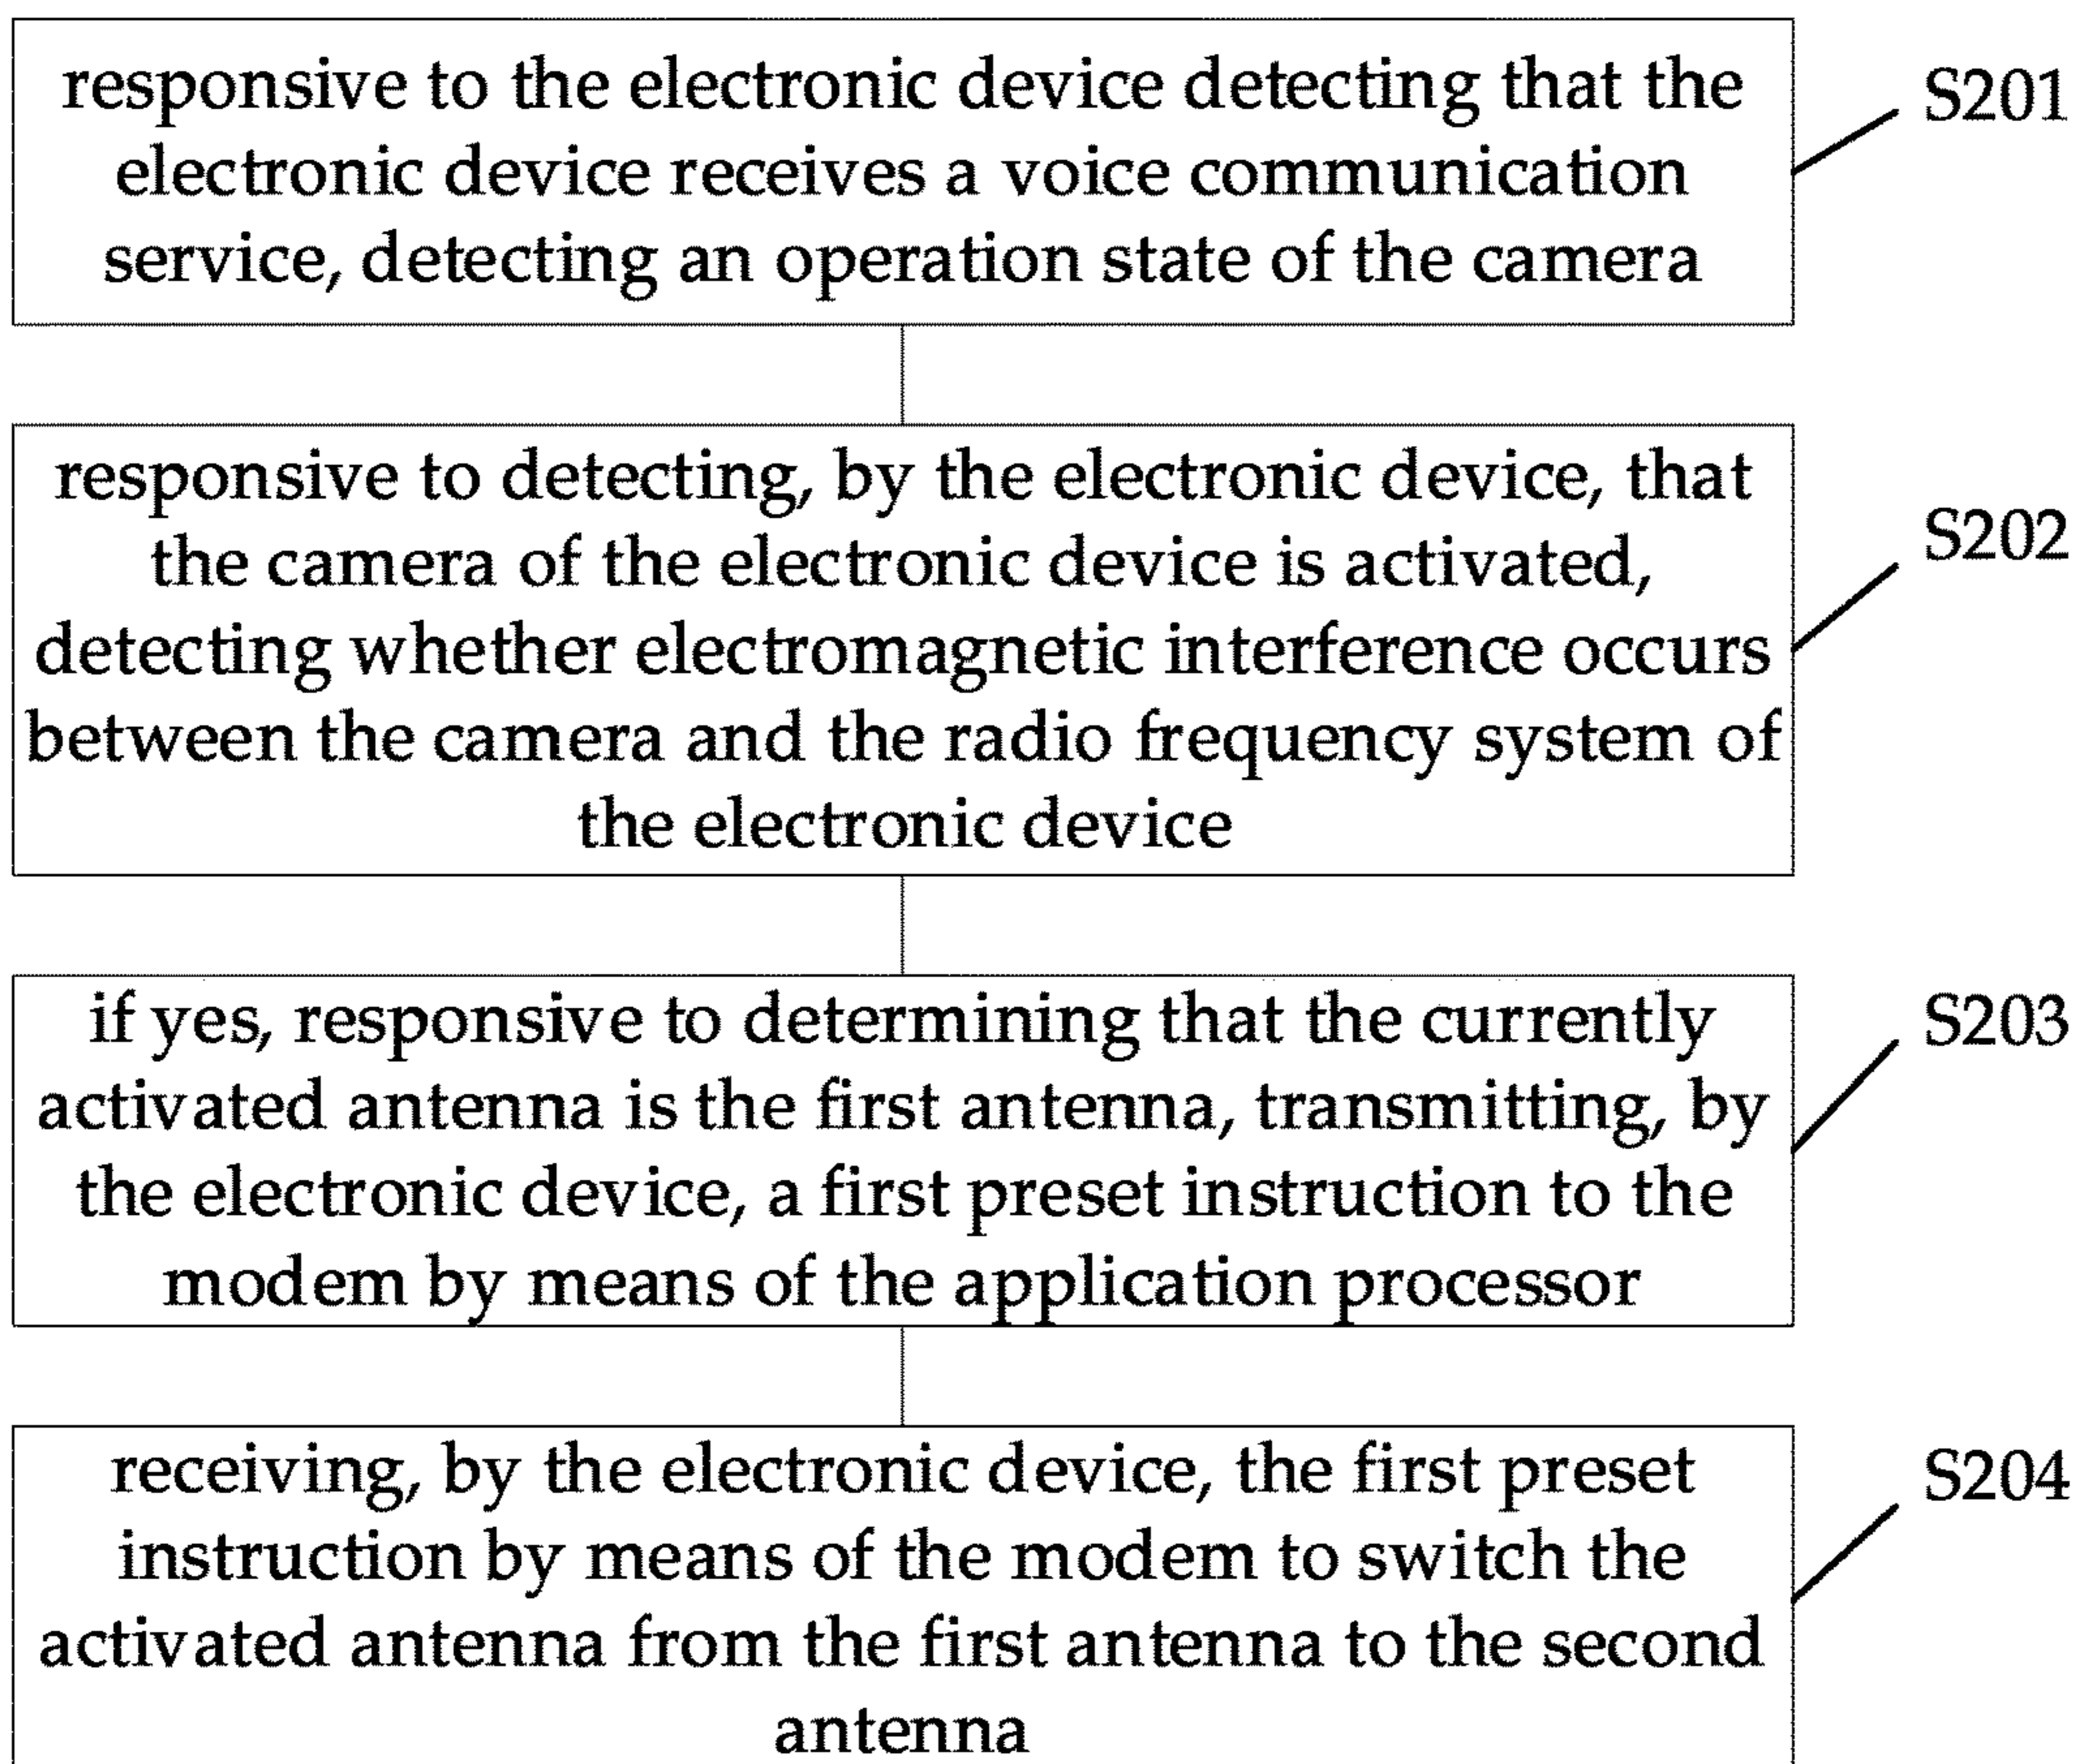 responsive to the electronic device detecting that the
electronic device receives a voice communication
service, detecting an operation state of the camera
S201
responsive to detecting, by the electronic device, that
the camera of the electronic device is activated,
detecting whether electromagnetic interference occurs
between the camera and the radio frequency system of
the electronic device
S202
if yes, responsive to determining that the currently
activated antenna is the first antenna, transmitting, by
the electronic device, a first preset instruction to the
modem by means of the application processor
S203
receiving, by the electronic device, the first preset
instruction by means of the modem to switch the
activated antenna from the first antenna to the second
antenna
S204